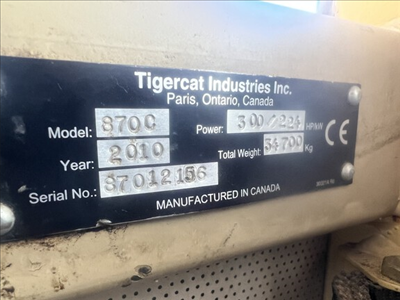 Tigercat Industries Inc.
Paris, Ontario, Canada
Model: 870C Power: 300/224 HP/kW
Year: 2010 Total Weight: 34700 Kg
Serial No.: 87012156
CE
MANUFACTURED IN CANADA